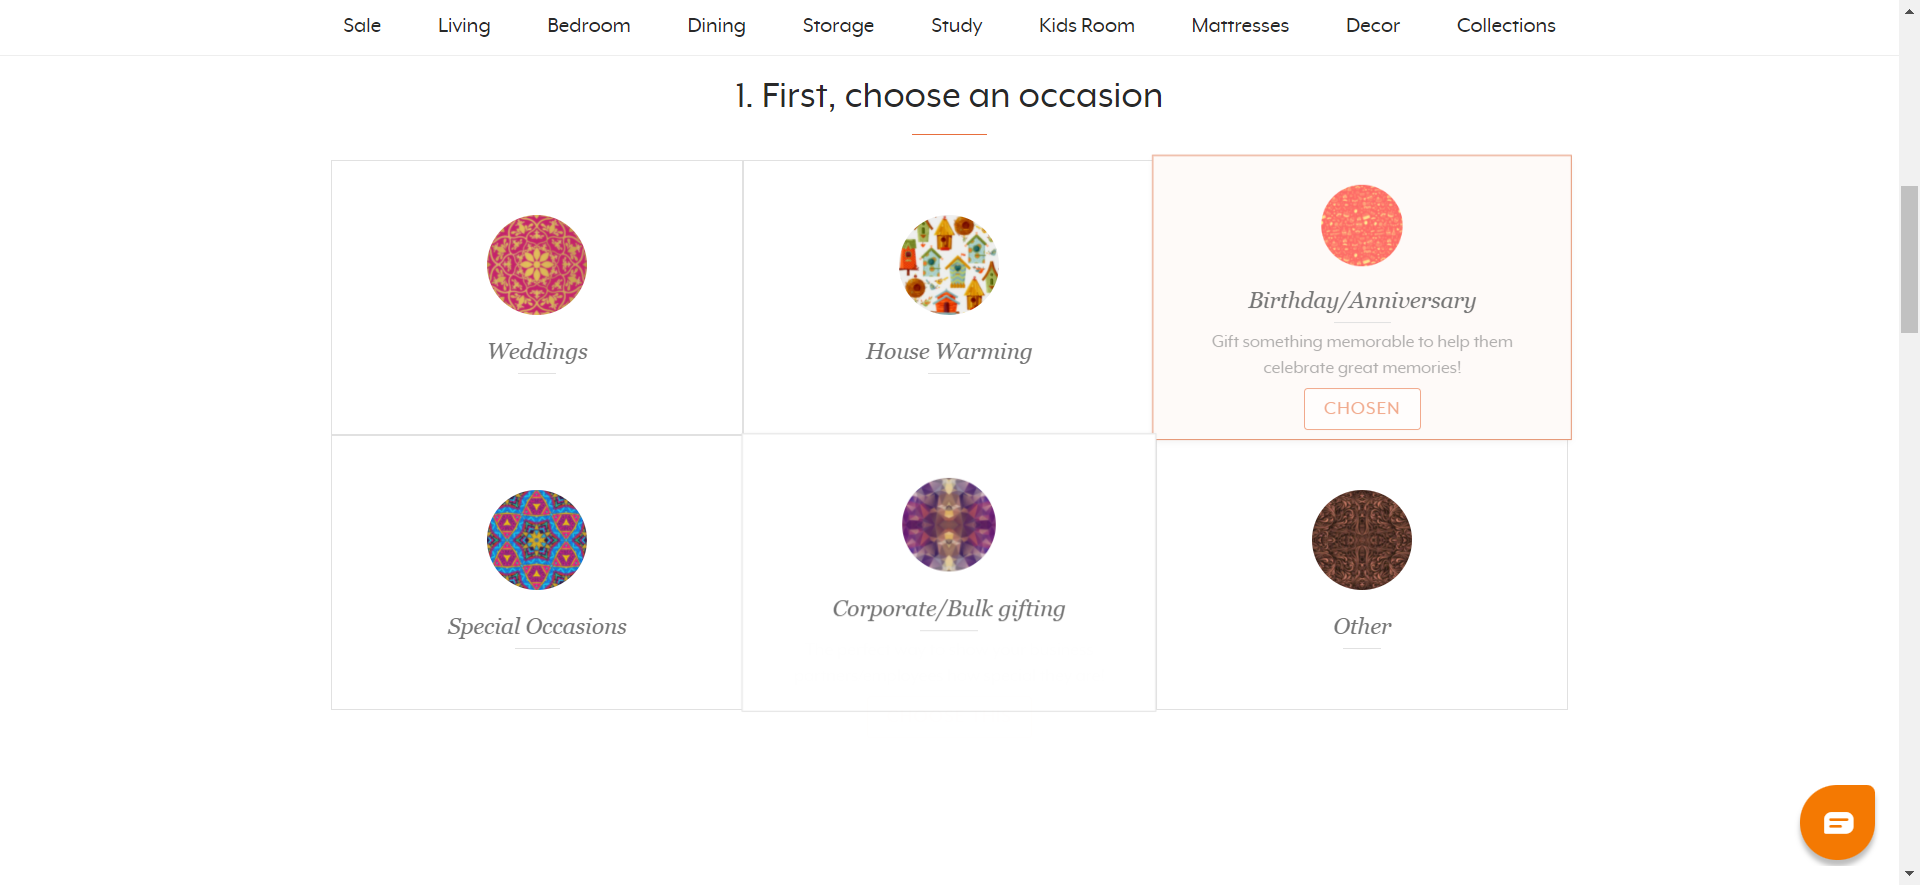 Sale Living Bedroom Dining Storage Study Kids Room Mattresses Decor Collections
1. First, choose an occasion
Weddings
House Warming
Birthday/Anniversary
Gift something memorable to help them
celebrate great memories!
CHOSEN
Special Occasions
Corporate/Bulk gifting
Other